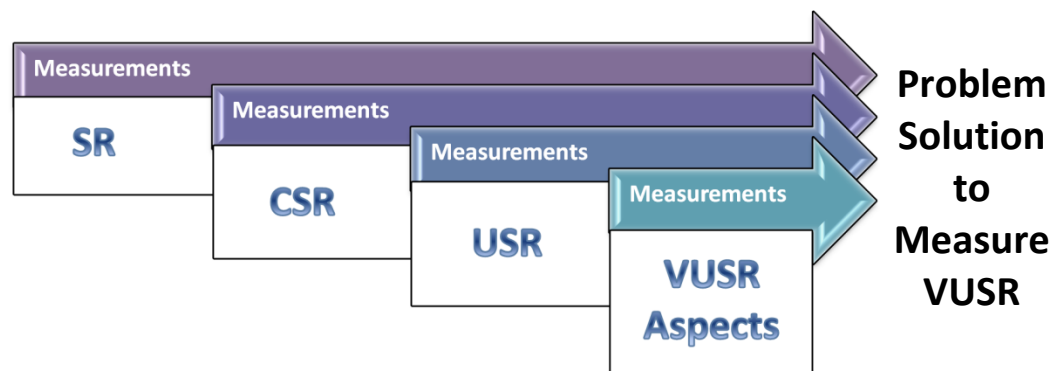 Measurements
SR
Measurements
CSR
Measurements
USR
Measurements
VUSR
Aspects
Problem
Solution
to
Measure
VUSR